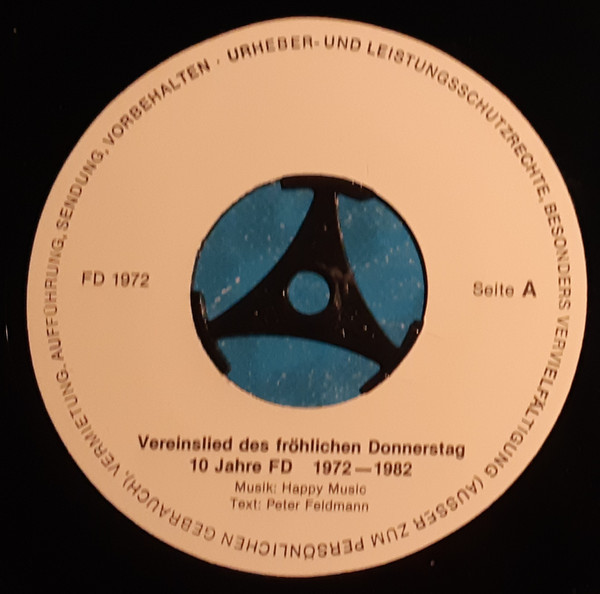 URHEBER- UND LEISTUNGSSCHUTZRECHTE, BESONDERS VERVIELFÄLTIGUNG (AUSSER ZUM PERSÖNLICHEN GEBRAUCH), VERMIETUNG, AUFFÜHRUNG, SENDUNG, VORBEHALTEN ·
FD 1972
Seite A
Vereinslied des fröhlichen Donnerstag
10 Jahre FD 1972—1982
Musik: Happy Music
Text: Peter Feldmann